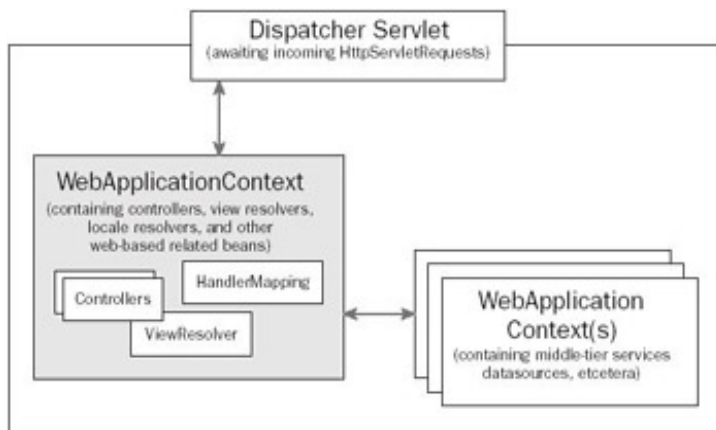 Dispatcher Servlet
(awaiting incoming HttpServletRequests)
WebApplicationContext
(containing controllers, view resolvers,
locale resolvers, and other
web-based related beans)
HandlerMapping
Controllers
ViewResolver
WebApplication
Context(s)
(containing middle-tier services
datasources, etcetera)